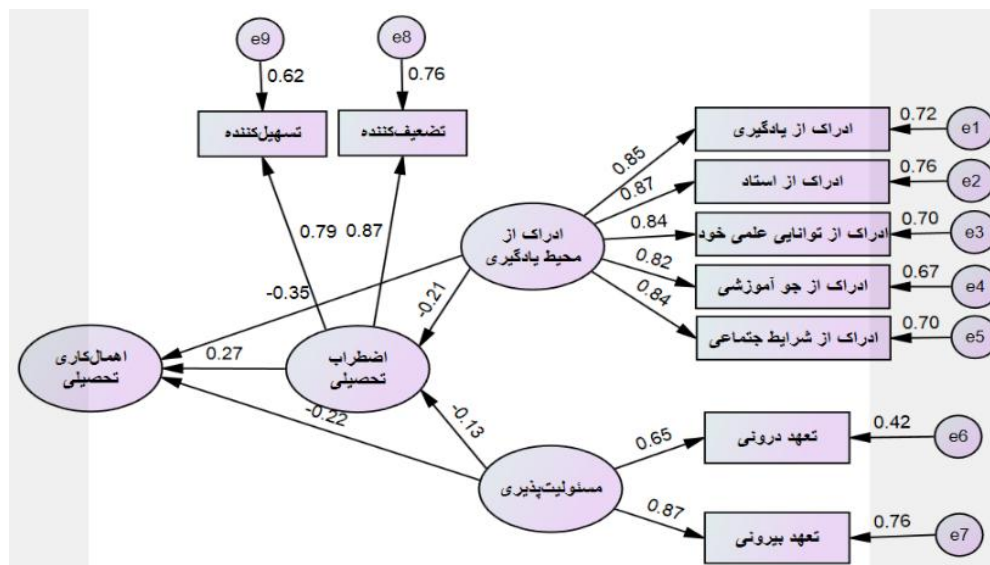 e9
e8
0.62
0.76
تسهیل‌کننده
تضعیف‌کننده
ادراک از یادگیری
0.72
e1
0.85
ادراک از استاد
0.76
e2
0.87
ادراک از
محیط یادگیری
0.84
ادراک از توانایی علمی خود
0.70
e3
0.79
0.87
0.82
ادراک از جو آموزشی
0.67
e4
-0.35
-0.21
0.84
ادراک از شرایط جتماعی
0.70
e5
اهمال‌کاری
تحصیلی
0.27
اضطراب
تحصیلی
-0.22
-0.13
مسئولیت‌پذیری
0.65
تعهد درونی
0.42
e6
0.87
تعهد بیرونی
0.76
e7